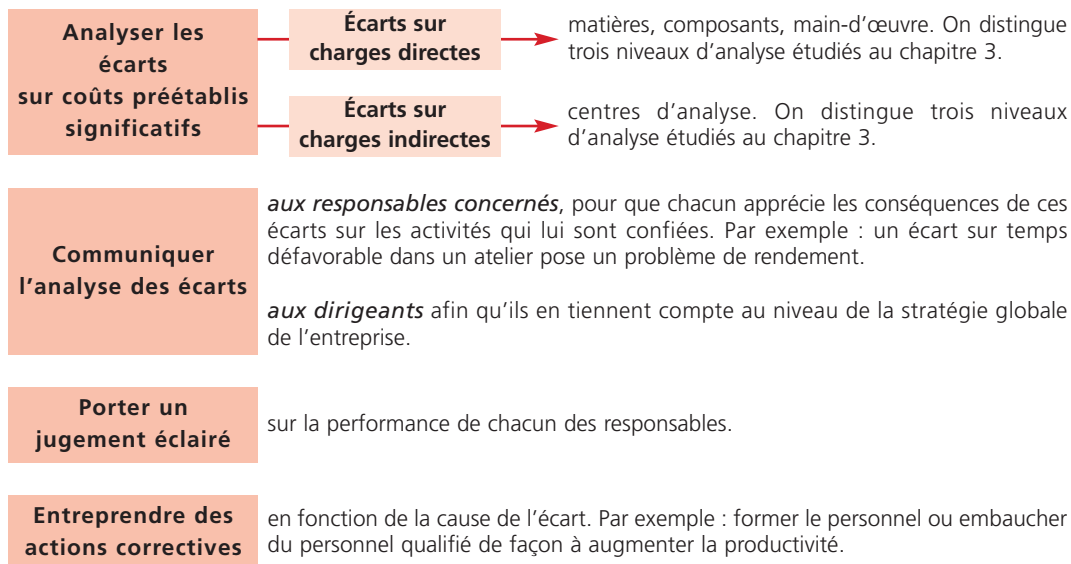 Analyser les
écarts
sur coûts préétablis
significatifs
Écarts sur
charges directes
matières, composants, main-d’œuvre. On distingue
trois niveaux d’analyse étudiés au chapitre 3.
Écarts sur
charges indirectes
centres d’analyse. On distingue trois niveaux
d’analyse étudiés au chapitre 3.
Communiquer
l’analyse des écarts
aux responsables concernés, pour que chacun apprécie les conséquences de ces
écarts sur les activités qui lui sont confiées. Par exemple : un écart sur temps
défavorable dans un atelier pose un problème de rendement.
aux dirigeants afin qu’ils en tiennent compte au niveau de la stratégie globale
de l’entreprise.
Porter un
jugement éclairé
sur la performance de chacun des responsables.
Entreprendre des
actions correctives
en fonction de la cause de l’écart. Par exemple : former le personnel ou embaucher
du personnel qualifié de façon à augmenter la productivité.